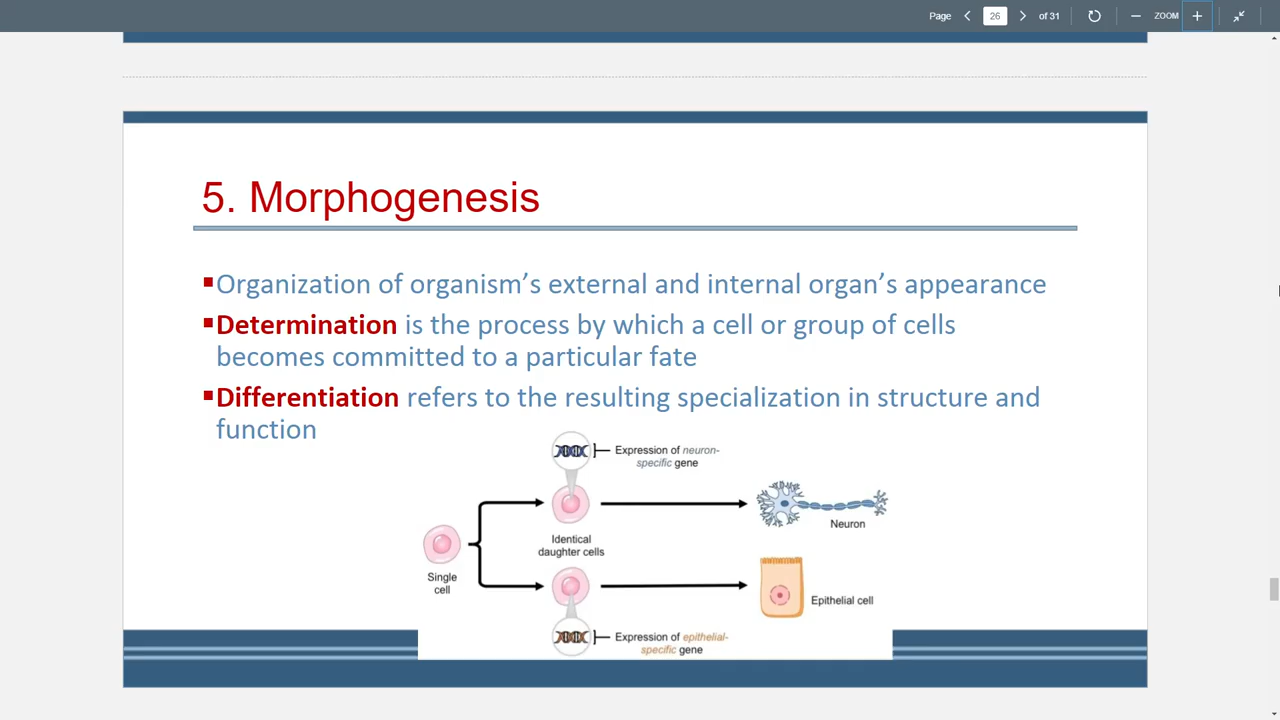 Page 26 of 31 ZOOM
5. Morphogenesis
Organization of organism's external and internal organ's appearance
Determination is the process by which a cell or group of cells
becomes committed to a particular fate
Differentiation refers to the resulting specialization in structure and
function
Expression of neuron-
specific gene
Neuron
Identical
daughter cells
Single
cell
Epithelial cell
Expression of epithelial-
specific gene